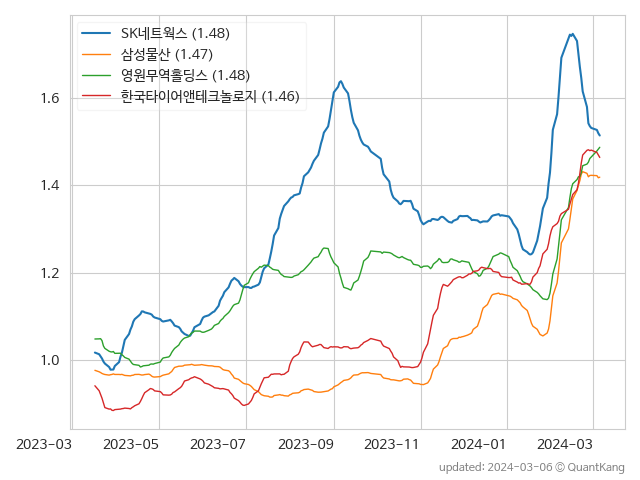 SK네트웍스 (1.48)
삼성물산 (1.47)
영원무역홀딩스 (1.48)
한국타이어앤테크놀로지 (1.46)
1.6
1.4
1.2
1.0
2023-03 2023-05 2023-07 2023-09 2023-11 2024-01 2024-03
updated: 2024-03-06 © QuantKang